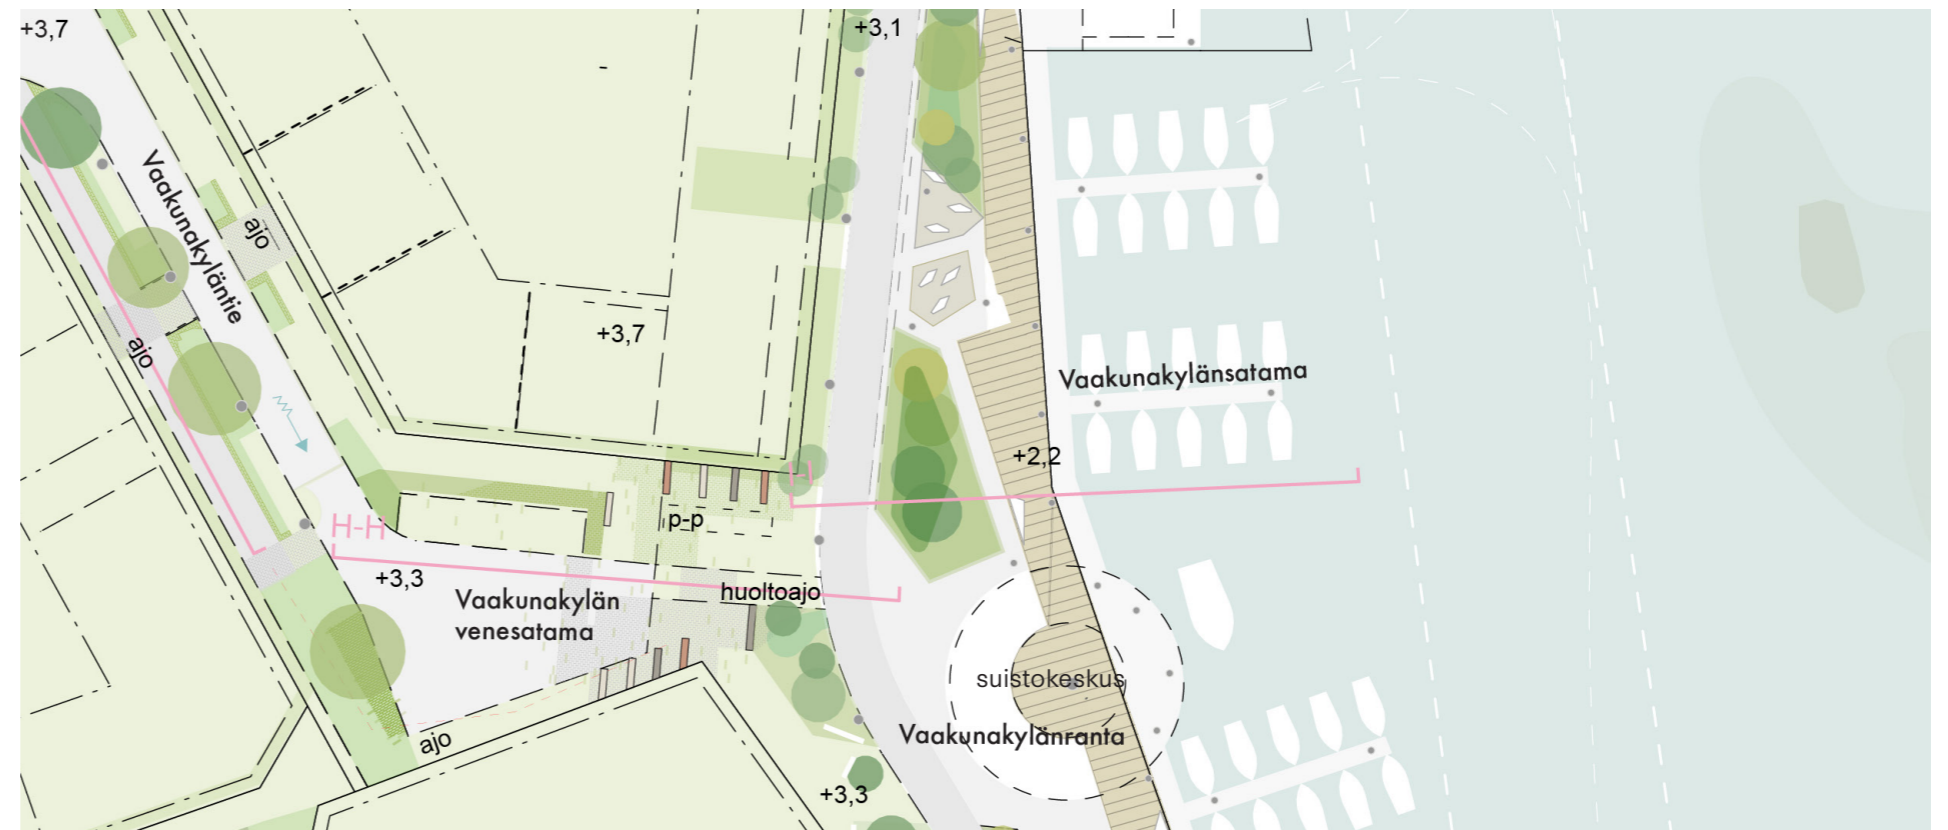 +3,7
+3,1
Vaakunakyläntie
ajo
ajo
+3,7
Vaakunakylänsatama
+2,2
H-H
p-p
+3,3
huoltoajo
Vaakunakylän
venesatama
suistokeskus
Vaakunakylänranta
ajo
+3,3